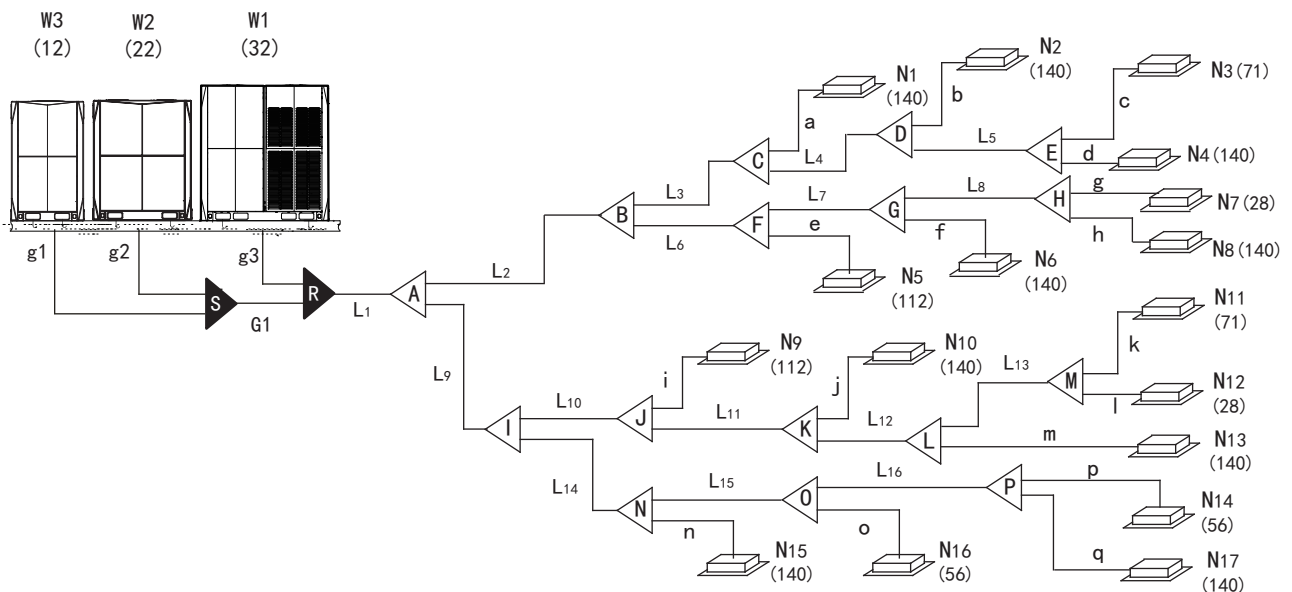 W3
(12)
W2
(22)
W1
(32)
g1
g2
g3
S
R
G1
L1
A
L2
L9
B
L3
L6
C
a
N1
(140)
L4
D
b
N2
(140)
L5
E
c
N3(71)
d
N4(140)
F
L7
e
N5
(112)
G
L8
f
N6
(140)
H
g
N7(28)
h
N8(140)
I
L10
L14
J
i
N9
(112)
L11
K
j
N10
(140)
L12
L
L13
M
k
N11
(71)
l
N12
(28)
m
N13
(140)
N
L15
n
N15
(140)
O
L16
o
N16
(56)
P
p
N14
(56)
q
N17
(140)